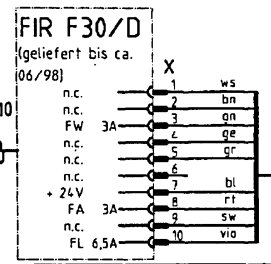 FIR F30/D
(geliefert bis ca.
06/98)
X
n.c. 1 ws
n.c. 2 bn
FW 3A 3 gn
n.c. 4 ge
n.c. 5 gr
n.c. 6
+ 24V 7 bl
FA 3A 8 rt
n.c. 9 sw
FL 6,5A 10 vio